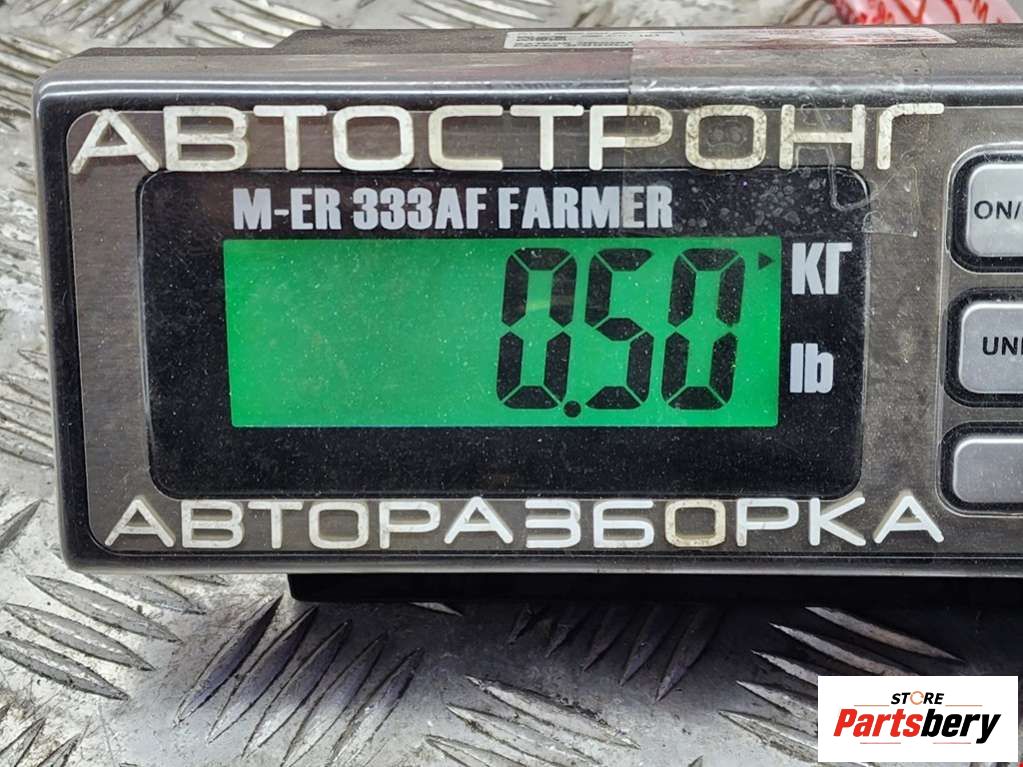 АВТОСТРОНГ
M-ER 333AF FARMER
0.50
КГ
lb
ON/
UNI
АВТОРАЗБОРКА
STORE
Partsbery